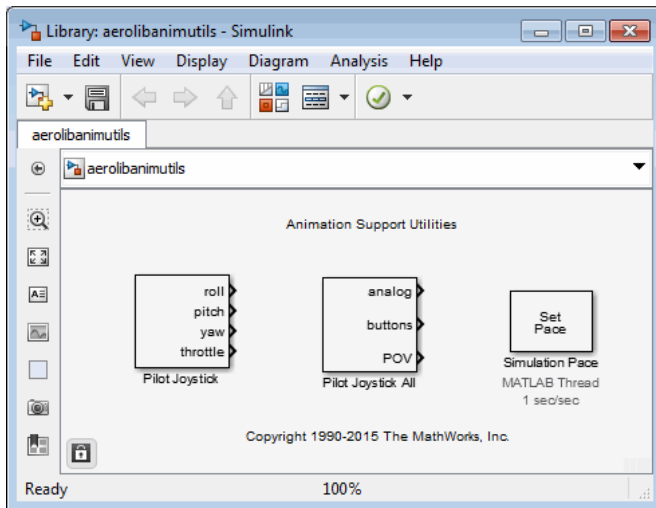 Library: aerolibanimutils - Simulink
File Edit View Display Diagram Analysis Help
aerolibanimutils
aerolibanimutils
Animation Support Utilities
roll
pitch
yaw
throttle
Pilot Joystick
analog
buttons
POV
Pilot Joystick All
Set
Pace
Simulation Pace
MATLAB Thread
1 sec/sec
Copyright 1990-2015 The MathWorks, Inc.
Ready 100%